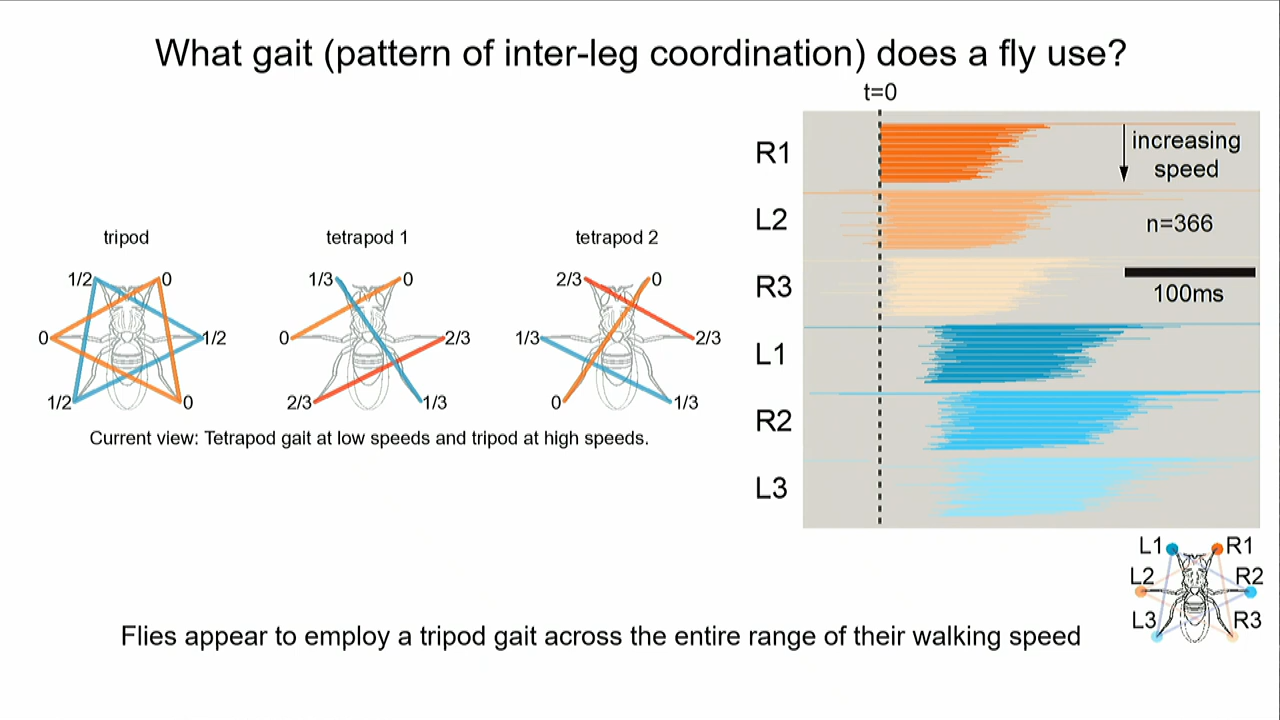 What gait (pattern of inter-leg coordination) does a fly use?
t=0
R1
increasing
speed
L2
n=366
R3
100ms
L1
R2
L3
tripod
tetrapod 1
tetrapod 2
1/2
0
1/3
0
2/3
0
0
1/2
0
2/3
1/3
2/3
1/2
0
2/3
1/3
0
1/3
Current view: Tetrapod gait at low speeds and tripod at high speeds.
L1
R1
L2
R2
L3
R3
Flies appear to employ a tripod gait across the entire range of their walking speed